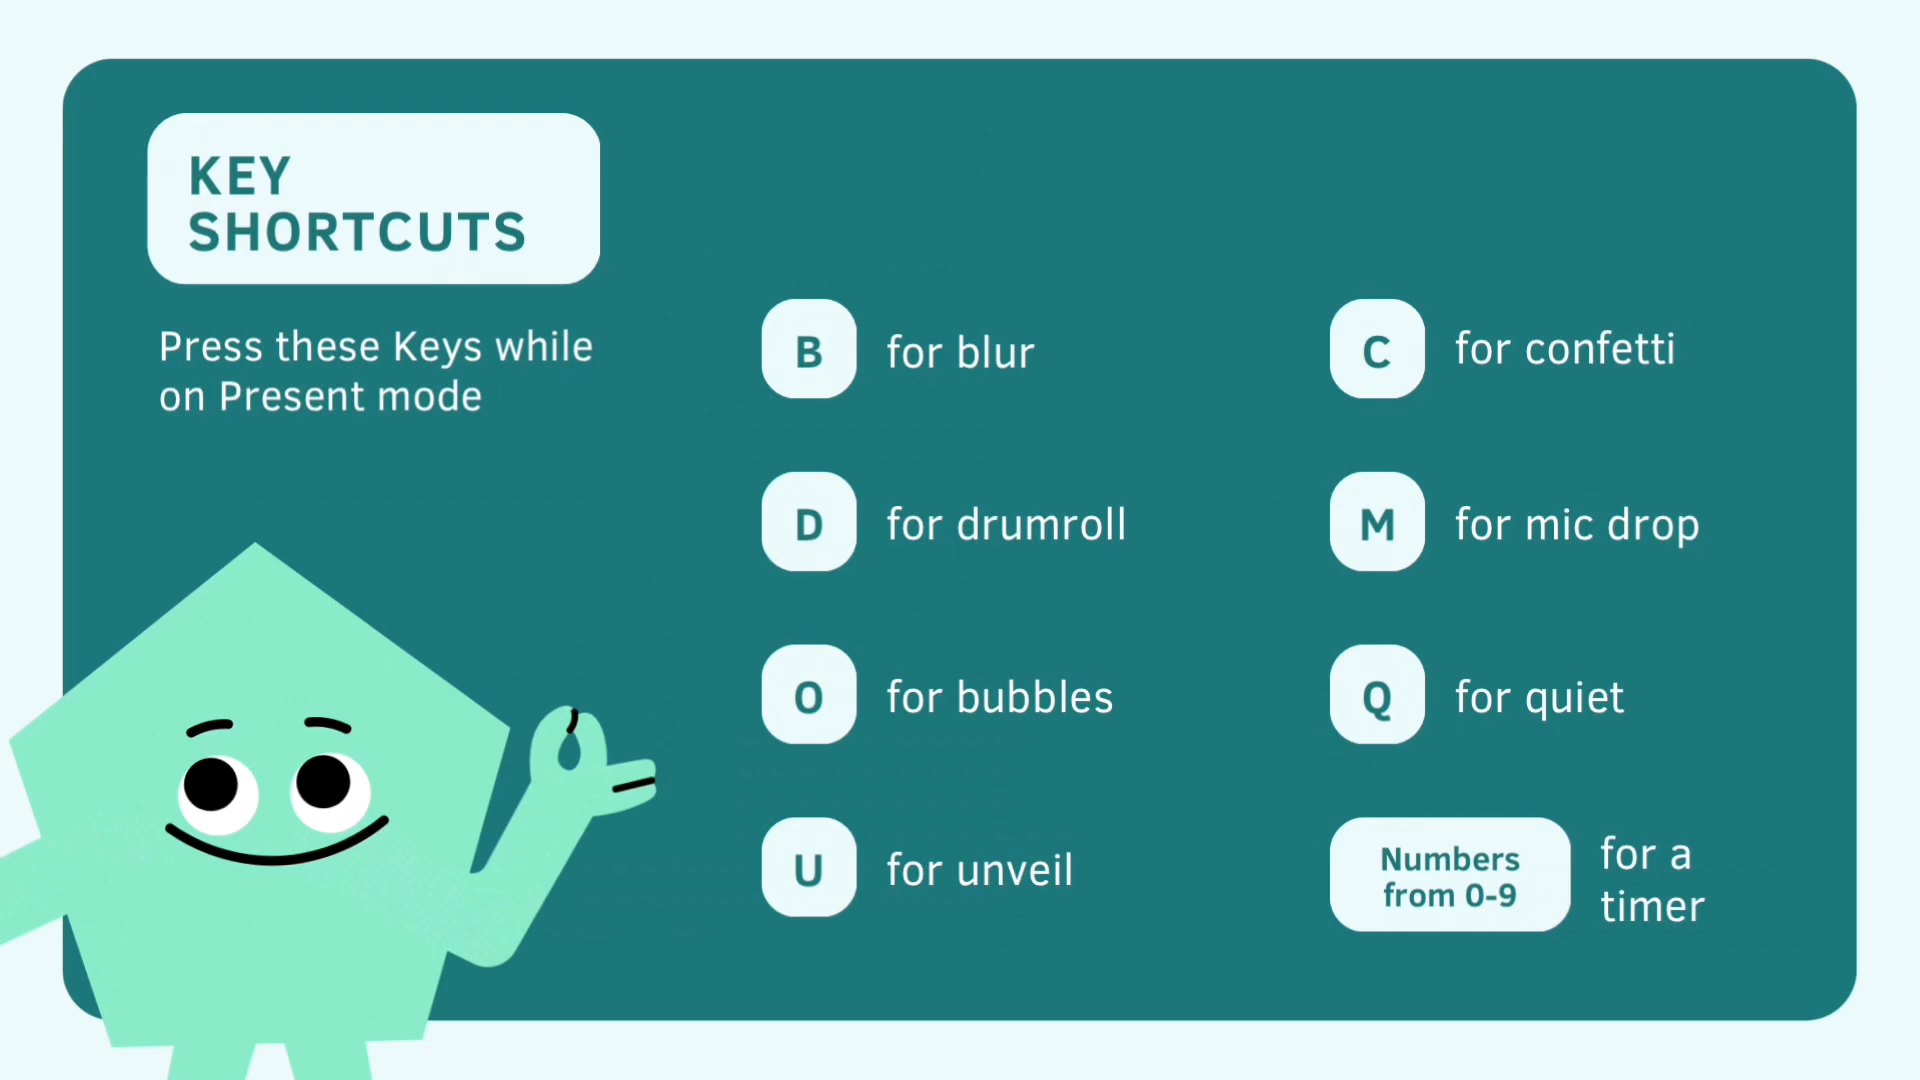 KEY
SHORTCUTS
Press these Keys while
on Present mode
B for blur
C for confetti
D for drumroll
M for mic drop
O for bubbles
Q for quiet
U for unveil
Numbers
from 0-9
for a
timer